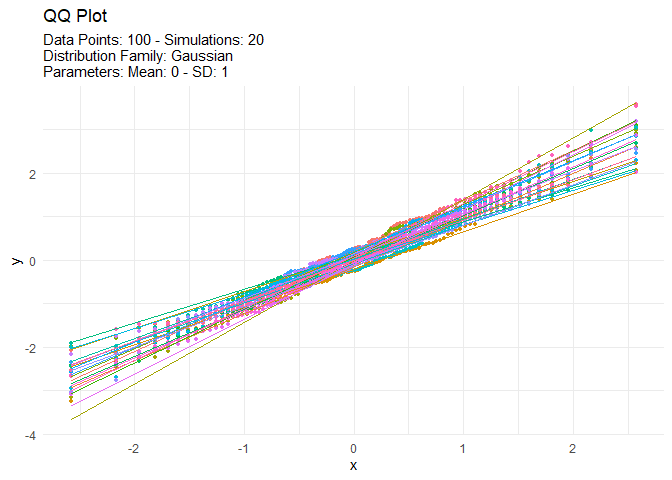 QQ Plot
Data Points: 100 - Simulations: 20
Distribution Family: Gaussian
Parameters: Mean: 0 - SD: 1
2
0
-2
-4
y
-2
-1
0
1
2
x